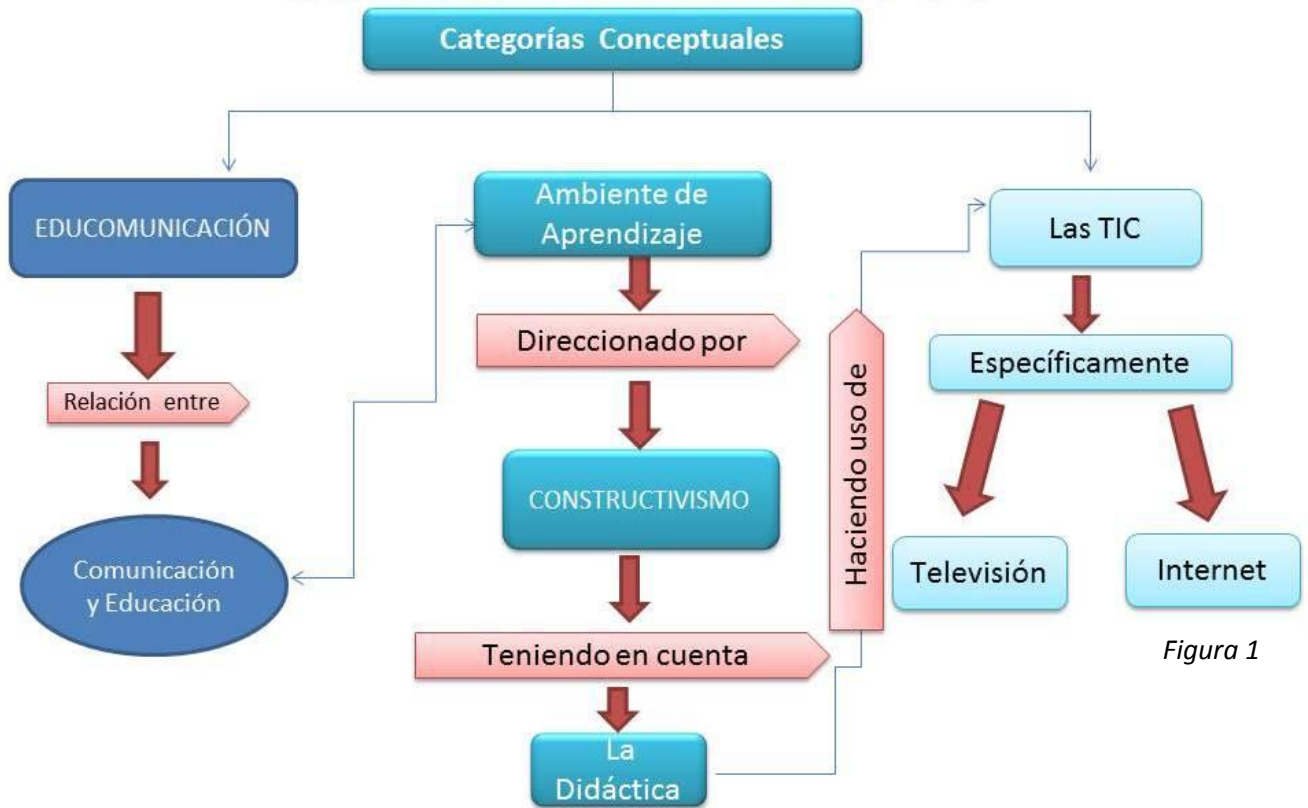 Categorías Conceptuales
EDUCOMUNICACIÓN
Relación entre
Comunicación
y Educación
Ambiente de
Aprendizaje
Direccionado por
CONSTRUCTIVISMO
Teniendo en cuenta
La
Didáctica
Haciendo uso de
Las TIC
Específicamente
Televisión
Internet
Figura 1